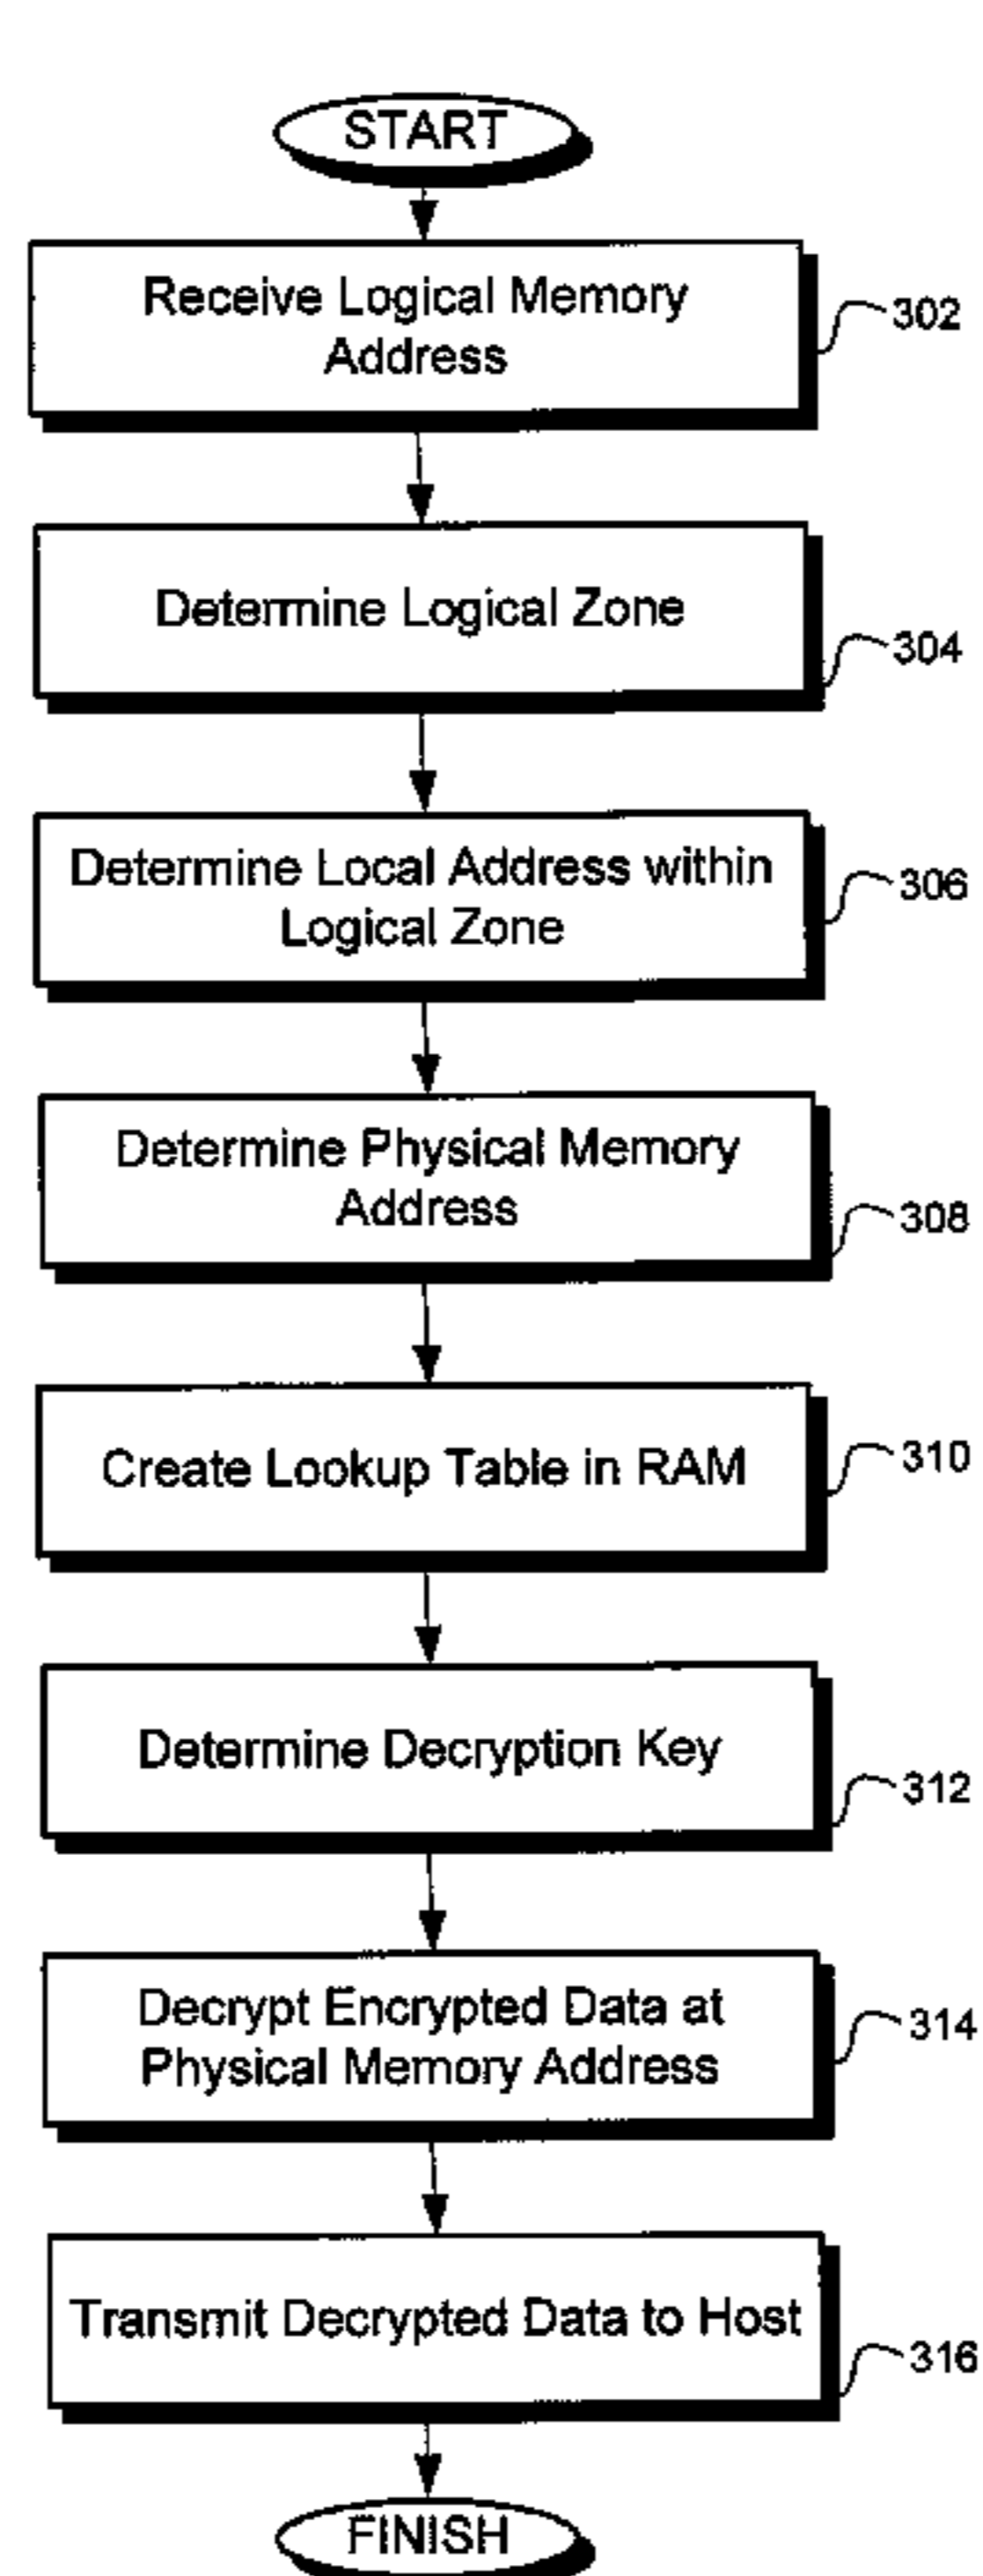 START
Receive Logical Memory
Address
302
Determine Logical Zone
304
Determine Local Address within
Logical Zone
306
Determine Physical Memory
Address
308
Create Lookup Table in RAM
310
Determine Decryption Key
312
Decrypt Encrypted Data at
Physical Memory Address
314
Transmit Decrypted Data to Host
316
FINISH